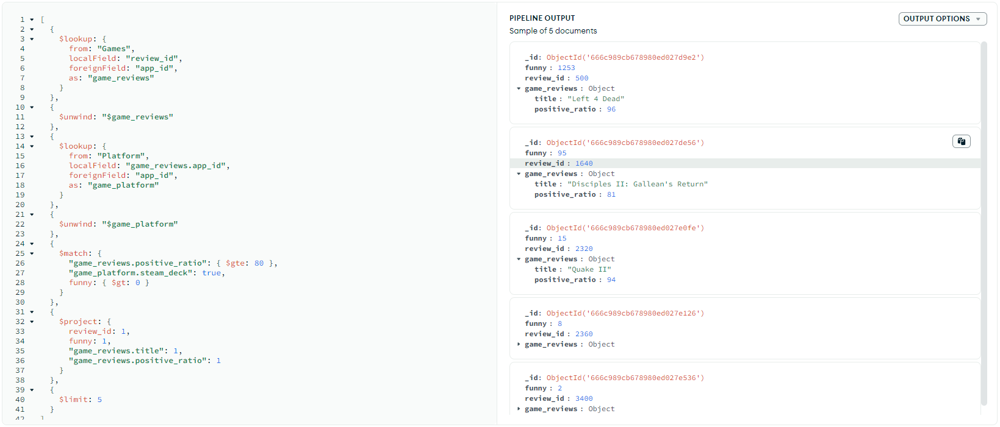 1 [
2 {
3 $lookup: {
4 from: "Games",
5 localField: "review_id",
6 foreignField: "app_id",
7 as: "game_reviews"
8 }
9 },
10 {
11 $unwind: "$game_reviews"
12 },
13 {
14 $lookup: {
15 from: "Platform",
16 localField: "game_reviews.app_id",
17 foreignField: "app_id",
18 as: "game_platform"
19 }
20 },
21 {
22 $unwind: "$game_platform"
23 },
24 {
25 $match: {
26 "game_reviews.positive_ratio": { $gte: 80 },
27 "game_platform.steam_deck": true,
28 funny: { $gt: 0 }
29 }
30 },
31 {
32 $project: {
33 review_id: 1,
34 funny: 1,
35 "game_reviews.title": 1,
36 "game_reviews.positive_ratio": 1
37 }
38 },
39 {
40 $limit: 5
41 }
42 ]
PIPELINE OUTPUT
OUTPUT OPTIONS
Sample of 5 documents
_id: ObjectId('666c989cb678980ed027d9e2')
funny : 1253
review_id : 500
game_reviews : Object
title : "Left 4 Dead"
positive_ratio : 96
_id: ObjectId('666c989cb678980ed027de56')
funny : 95
review_id : 1640
game_reviews : Object
title : "Disciples II: Gallean's Return"
positive_ratio : 81
_id: ObjectId('666c989cb678980ed027e0fe')
funny : 15
review_id : 2320
game_reviews : Object
title : "Quake II"
positive_ratio : 94
_id: ObjectId('666c989cb678980ed027e126')
funny : 8
review_id : 2360
game_reviews : Object
_id: ObjectId('666c989cb678980ed027e536')
funny : 2
review_id : 3400
game_reviews : Object